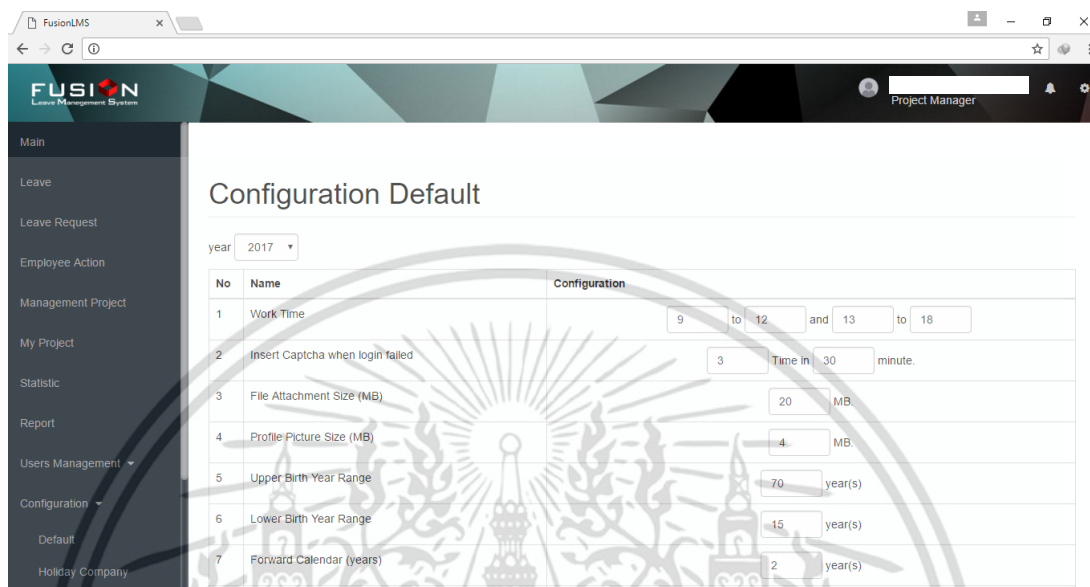 FusionLMS
FUSION
Leave Manegement System
Project Manager
Main
Leave
Leave Request
Employee Action
Management Project
My Project
Statistic
Report
Users Management
Configuration
Default
Holiday Company
Configuration Default
year 2017
No Name Configuration
1 Work Time 9 to 12 and 13 to 18
2 Insert Captcha when login failed 3 Time in 30 minute.
3 File Attachment Size (MB) 20 MB.
4 Profile Picture Size (MB) 4 MB.
5 Upper Birth Year Range 70 year(s)
6 Lower Birth Year Range 15 year(s)
7 Forward Calendar (years) 2 year(s)